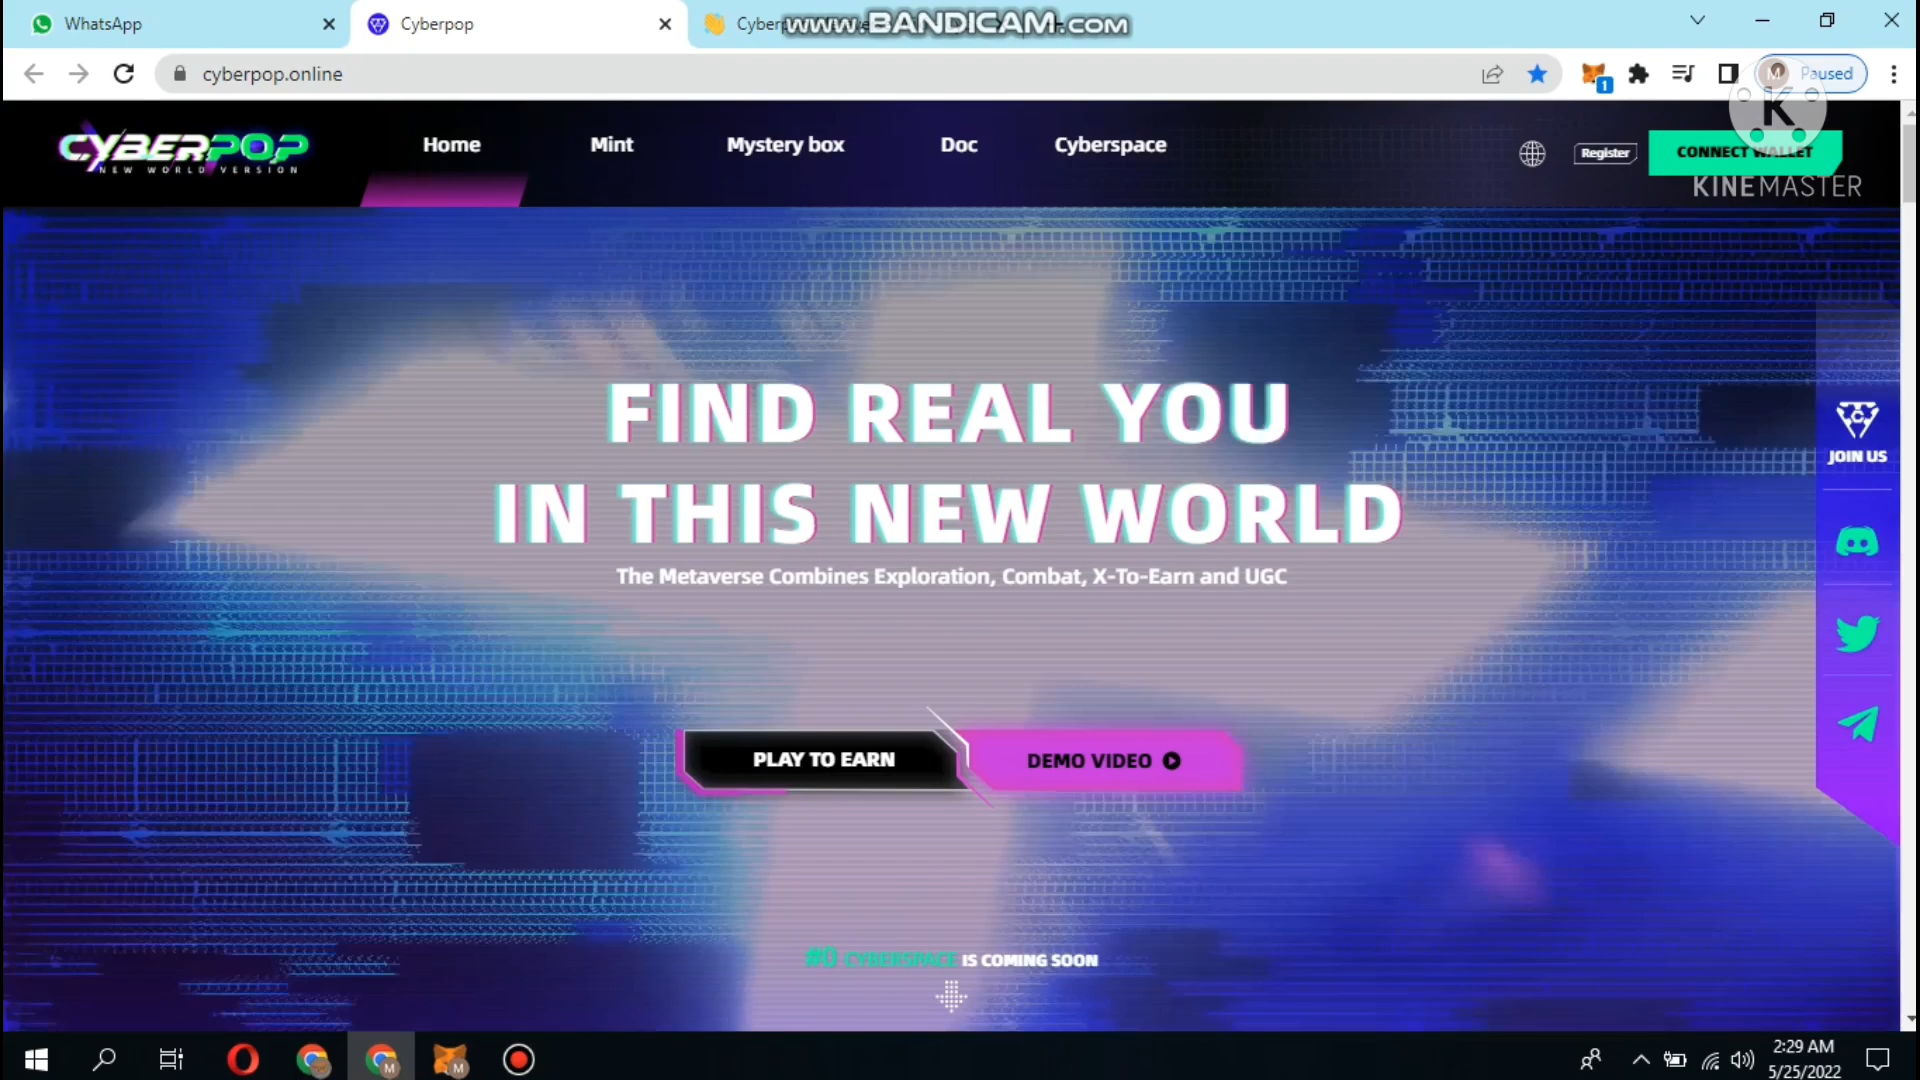 WhatsApp
Cyberpop
www.BANDICAM.com
cyberpop.online
1
M
Paused
K
CYBERPOP
NEW WORLD VERSION
Home
Mint
Mystery box
Doc
Cyberspace
Register
CONNECT WALLET
KINEMASTER
FIND REAL YOU
IN THIS NEW WORLD
The Metaverse Combines Exploration, Combat, X-To-Earn and UGC
JOIN US
PLAY TO EARN
DEMO VIDEO
#0 CYBERSPACE IS COMING SOON
M
M
2:29 AM
5/25/2022